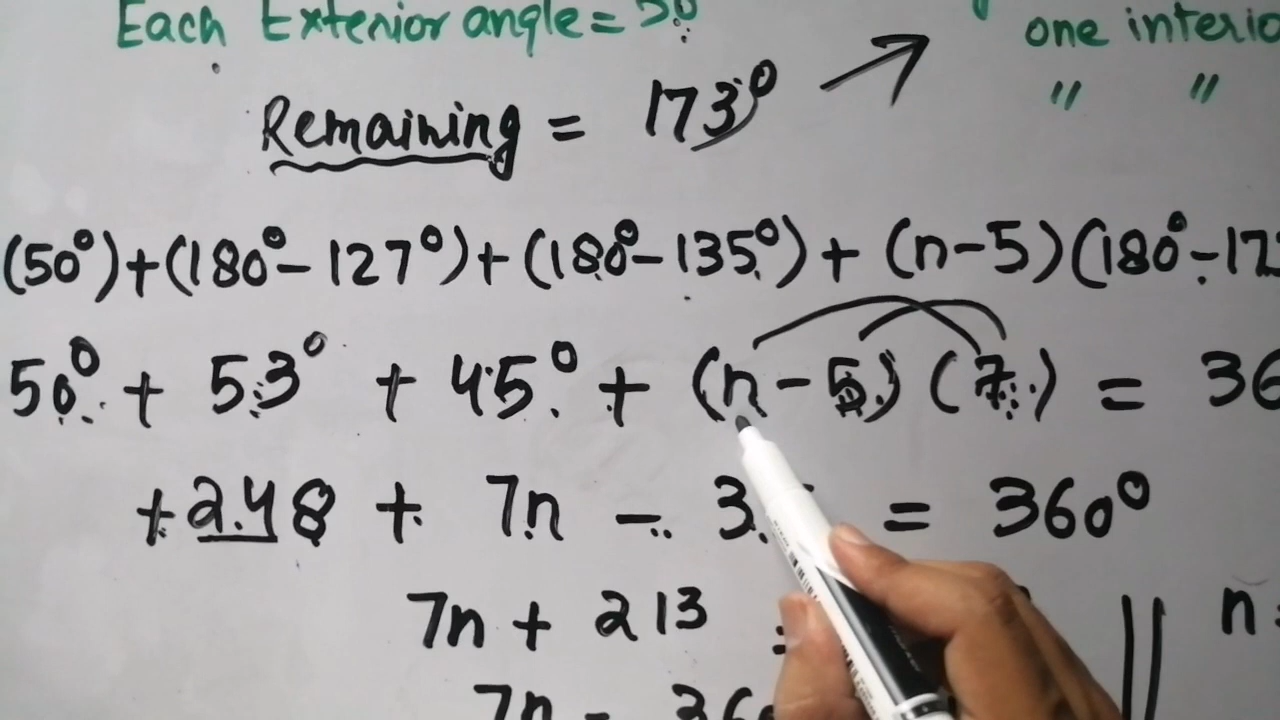 Each Exterior angle = 50
one interio
" "
Remaining = 173°
(50°) + (180° - 127°) + (180° - 135°) + (n - 5) (180° - 17
50° + 53° + 45° + (n - 5) (7) = 36
+ 248 + 7n - 3 = 360°
7n + 213 =
n =
7n = 360